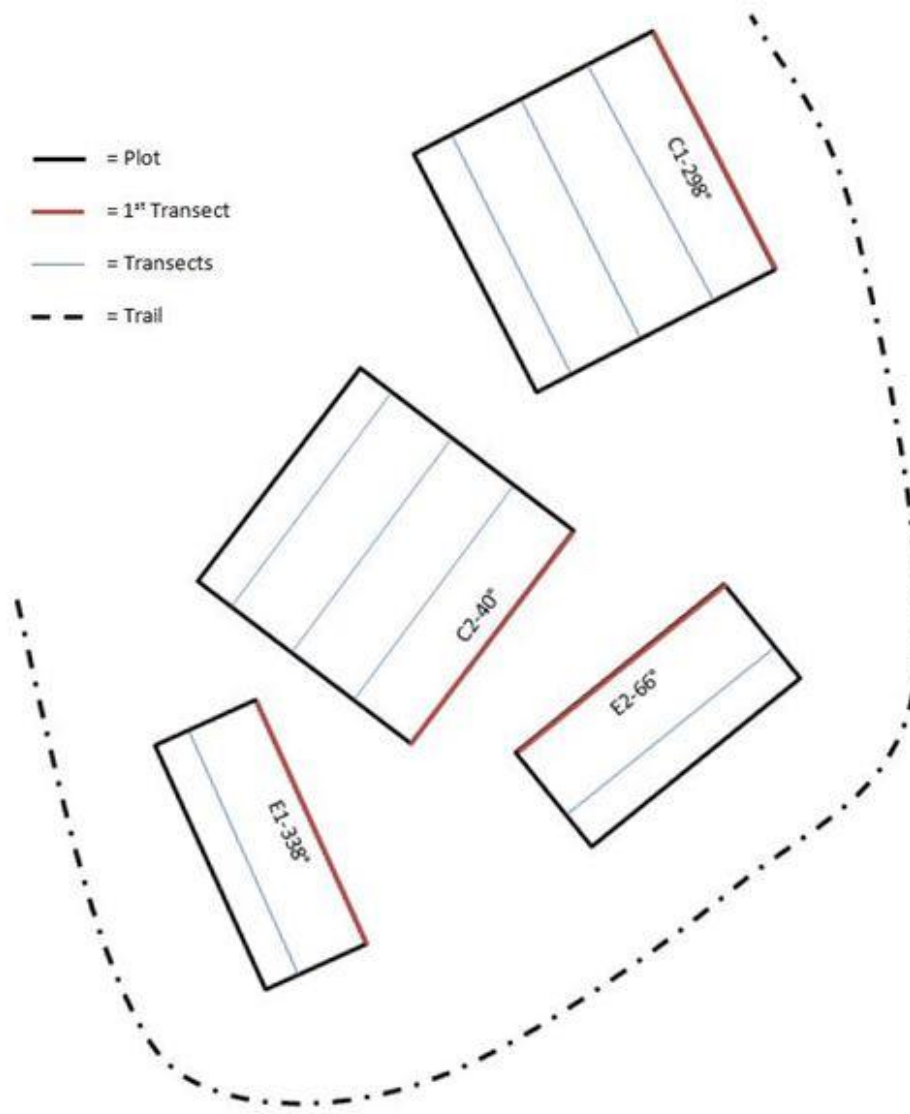 = Plot
= 1st Transect
= Transects
= Trail
C1-298°
C2-40°
E2-66°
E1-338°